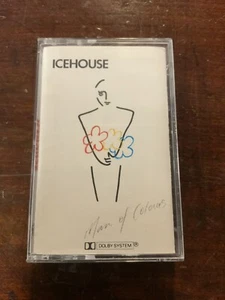 ICEHOUSE
Man of Colours
DOLBY SYSTEM